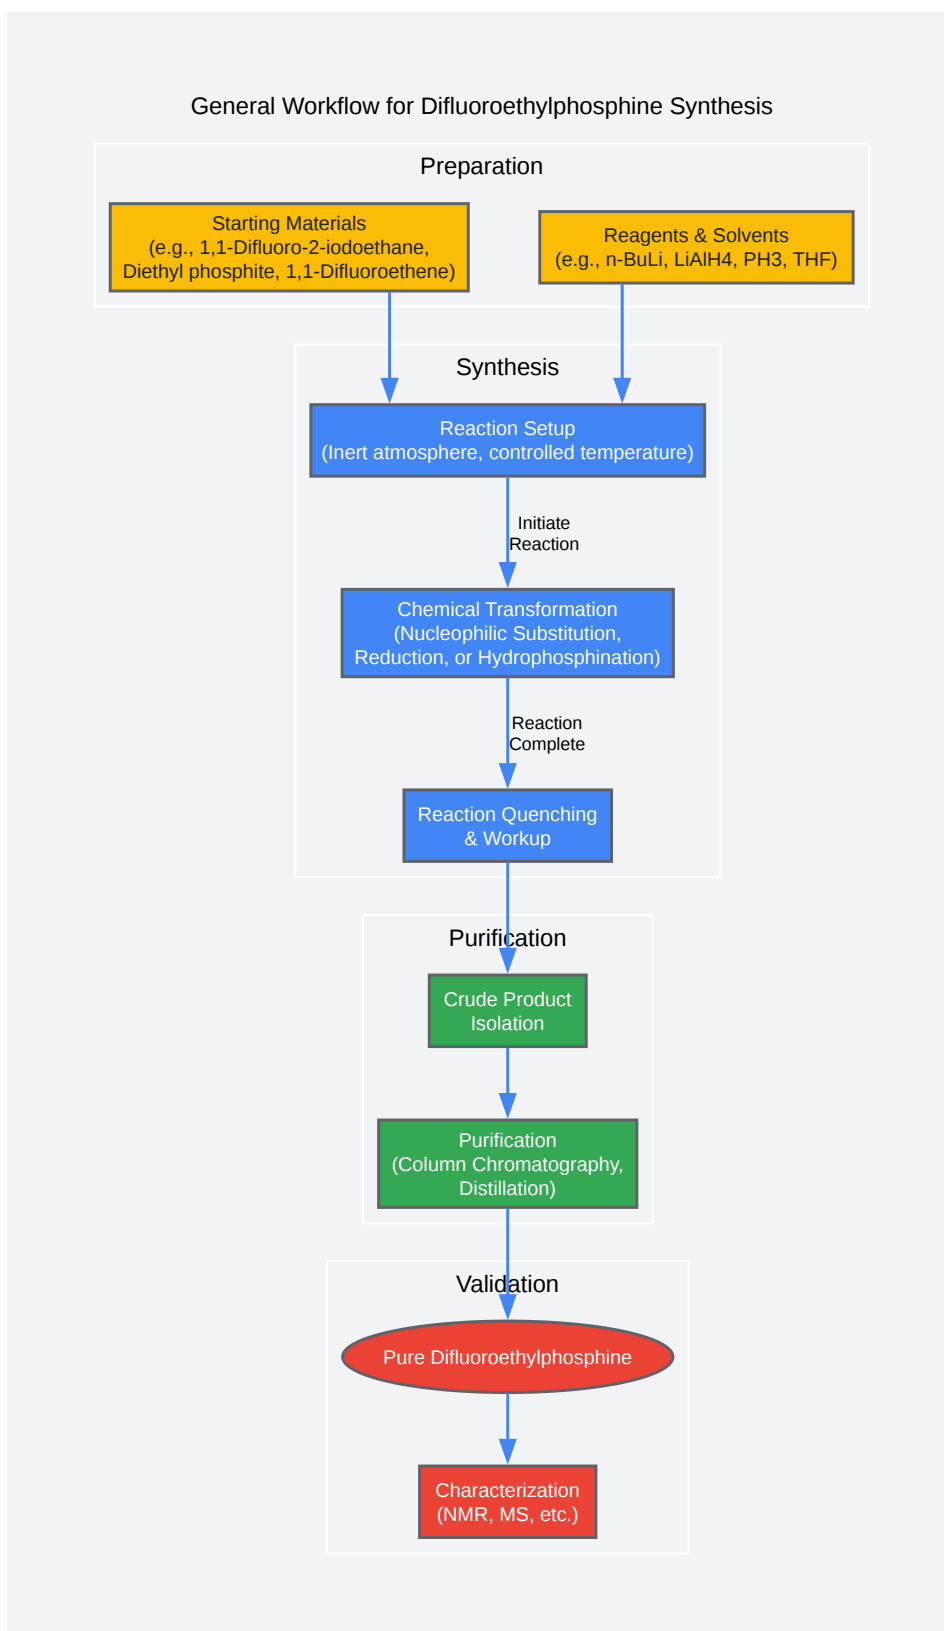 General Workflow for Difluoroethylphosphine Synthesis
Preparation
Starting Materials
(e.g., 1,1-Difluoro-2-iodoethane,
Diethyl phosphite, 1,1-Difluoroethene)
Reagents & Solvents
(e.g., n-BuLi, LiAlH4, PH3, THF)
Synthesis
Reaction Setup
(Inert atmosphere, controlled temperature)
Initiate
Reaction
Chemical Transformation
(Nucleophilic Substitution,
Reduction, or Hydrophosphination)
Reaction
Complete
Reaction Quenching
& Workup
Purification
Crude Product
Isolation
Purification
(Column Chromatography,
Distillation)
Validation
Pure Difluoroethylphosphine
Characterization
(NMR, MS, etc.)